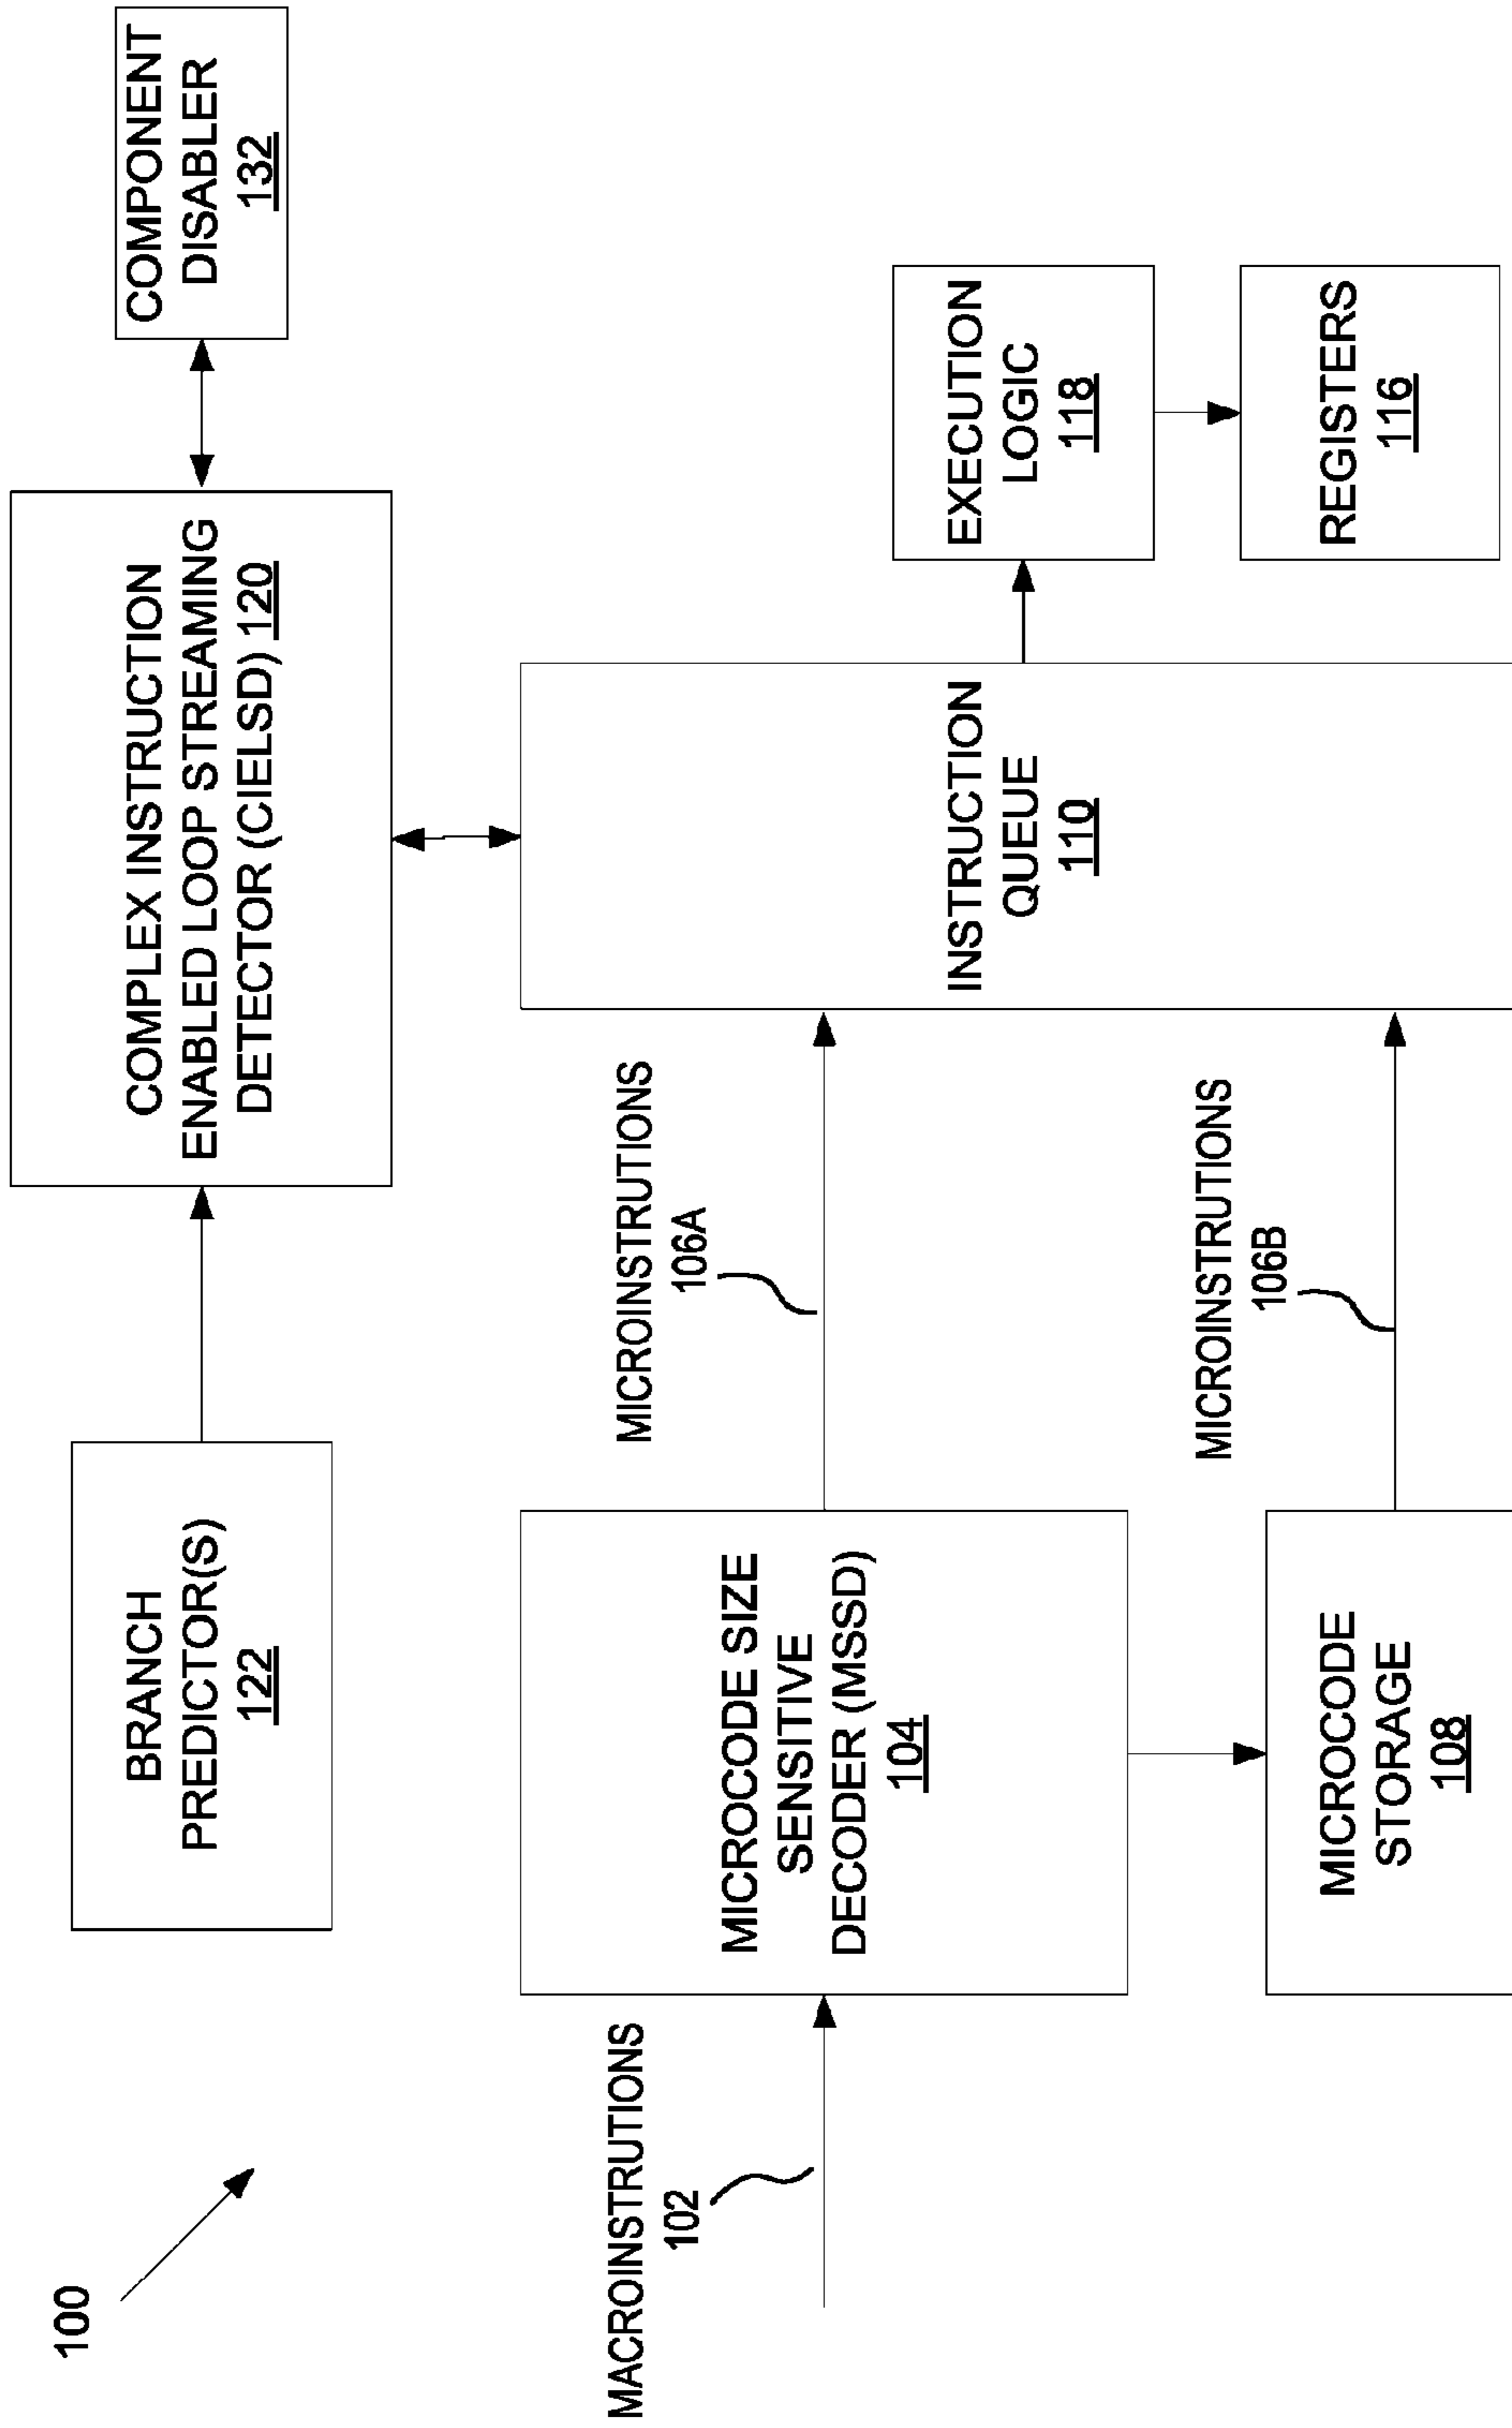 100
BRANCH
PREDICTOR(S)
122
COMPLEX INSTRUCTION
ENABLED LOOP STREAMING
DETECTOR (CIELSD) 120
COMPONENT
DISABLER
132
MACROINSTRUTIONS
102
MICROCODE SIZE
SENSITIVE
DECODER (MSSD)
104
MICROINSTRUTIONS
106A
INSTRUCTION
QUEUE
110
EXECUTION
LOGIC
118
MICROCODE
STORAGE
108
MICROINSTRUTIONS
106B
REGISTERS
116